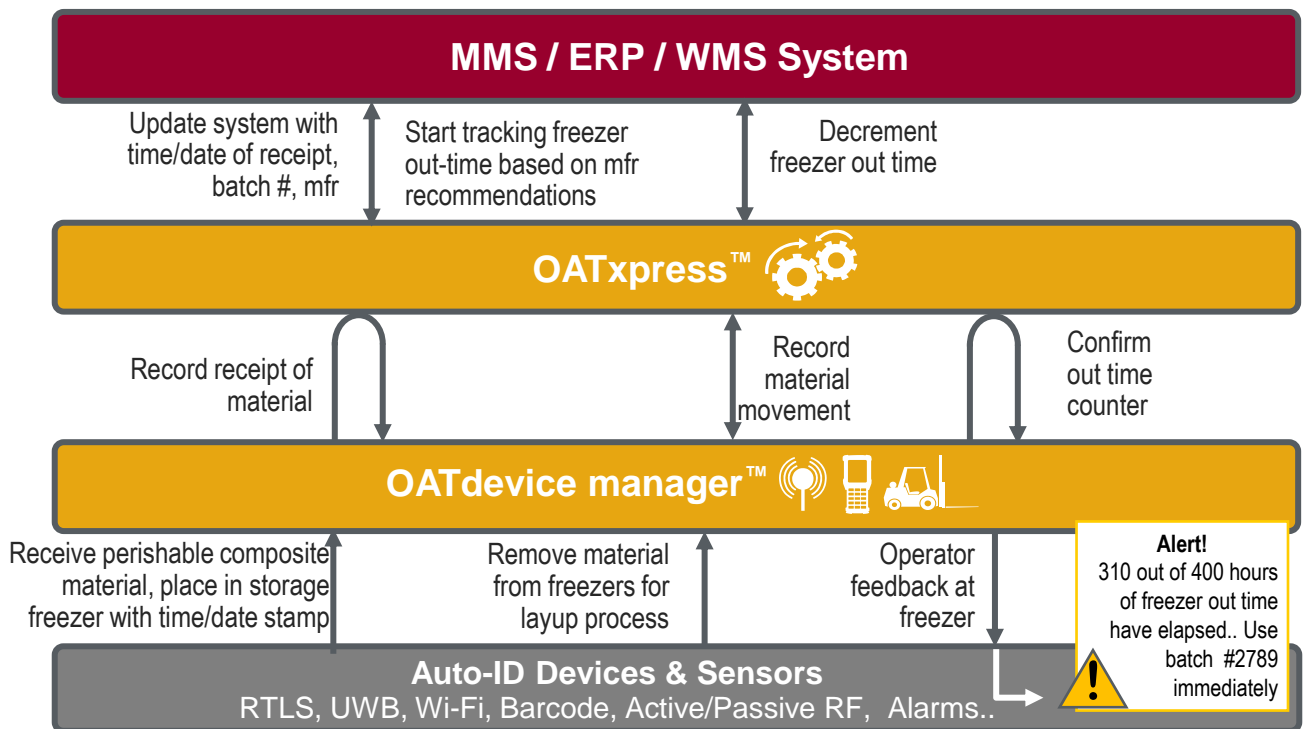 MMS / ERP / WMS System
Update system with
time/date of receipt,
batch #, mfr
Start tracking freezer
out-time based on mfr
recommendations
Decrement
freezer out time
OATxpress™
Record receipt of
material
Record
material
movement
Confirm
out time
counter
OATdevice manager™
Receive perishable composite
material, place in storage
freezer with time/date stamp
Remove material
from freezers for
layup process
Operator
feedback at
freezer
Alert!
310 out of 400 hours
of freezer out time
have elapsed.. Use
batch #2789
immediately
Auto-ID Devices & Sensors
RTLS, UWB, Wi-Fi, Barcode, Active/Passive RF, Alarms..